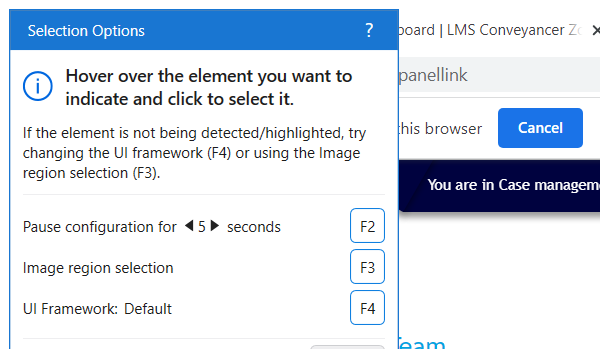 Selection Options ?
board | LMS Conveyancer Zo
Hover over the element you want to
indicate and click to select it.
panellink
If the element is not being detected/highlighted, try
changing the UI framework (F4) or using the Image
region selection (F3).
this browser Cancel
You are in Case managem
Pause configuration for 5 seconds F2
Image region selection F3
UI Framework: Default F4
Team